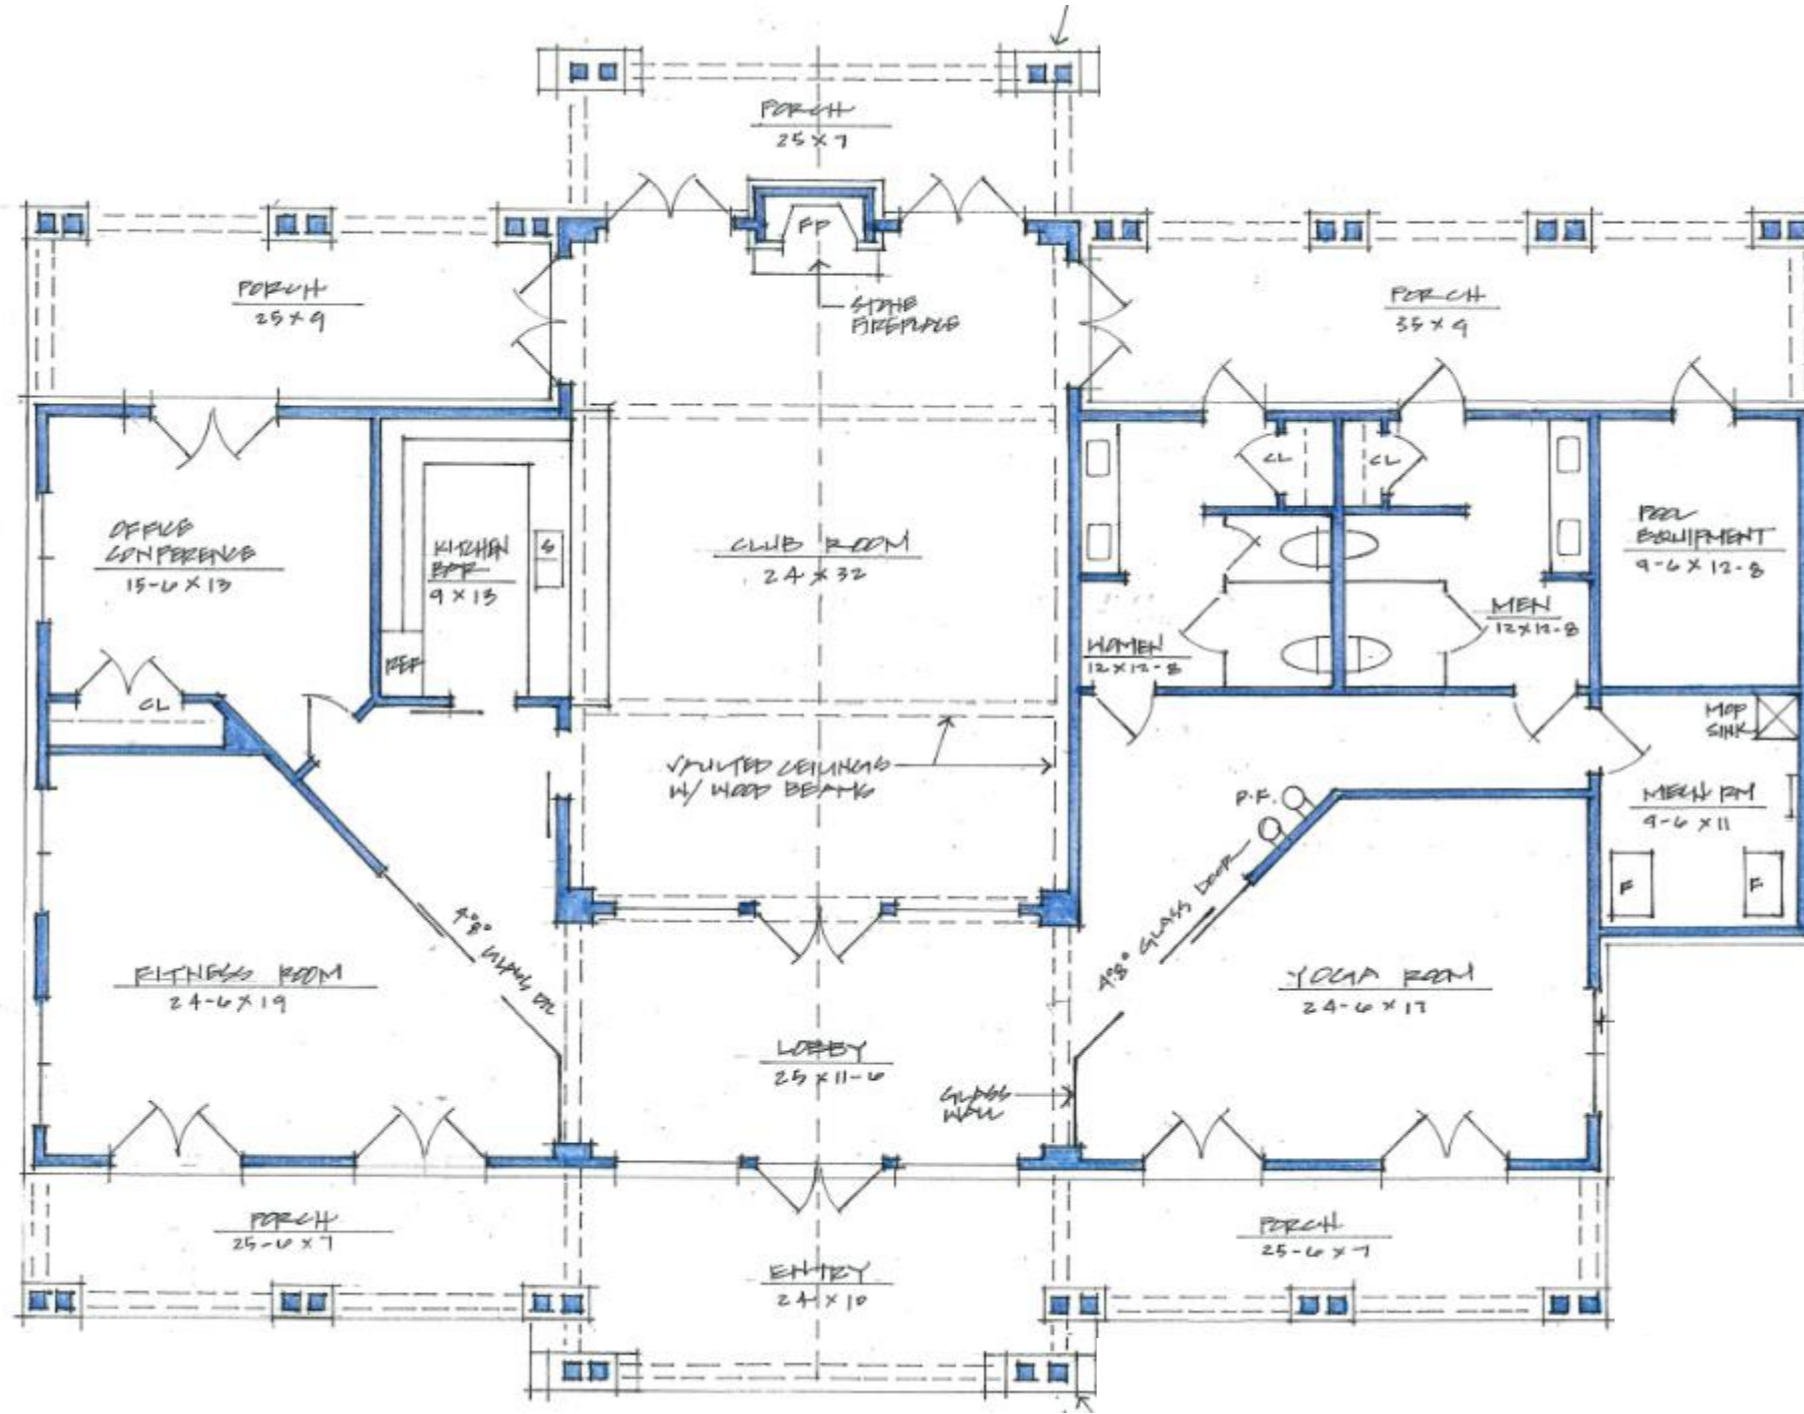 PORCH
25 x 7
FP
STONE
FIREPLACE
PORCH
25 x 9
PORCH
35 x 9
OFFICE
CONFERENCE
15-6 x 13
KITCHEN
BAR
9 x 13
S
REF
CL
CLUB ROOM
24 x 32
CL
CL
WOMEN
12 x 12-8
MEN
12 x 12-8
POOL
EQUIPMENT
9-6 x 12-8
VAULTED CEILINGS
W/ WOOD BEAMS
D.F.
MOP
SINK
MECH RM
9-6 x 11
F
F
FITNESS ROOM
24-6 x 19
4°8° GLASS DR
4°8° GLASS DOOR
YOGA ROOM
24-6 x 17
LOBBY
25 x 11-6
GLASS
WALL
PORCH
25-6 x 7
ENTRY
24 x 10
PORCH
25-6 x 7